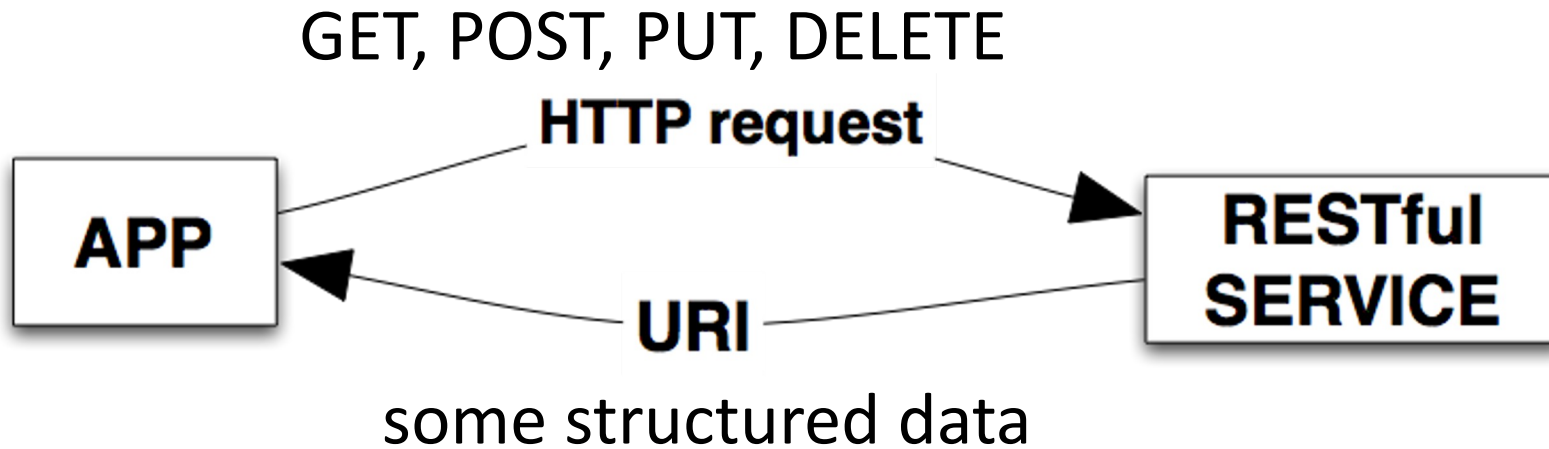 GET, POST, PUT, DELETE
HTTP request
APP
RESTful
SERVICE
URI
some structured data